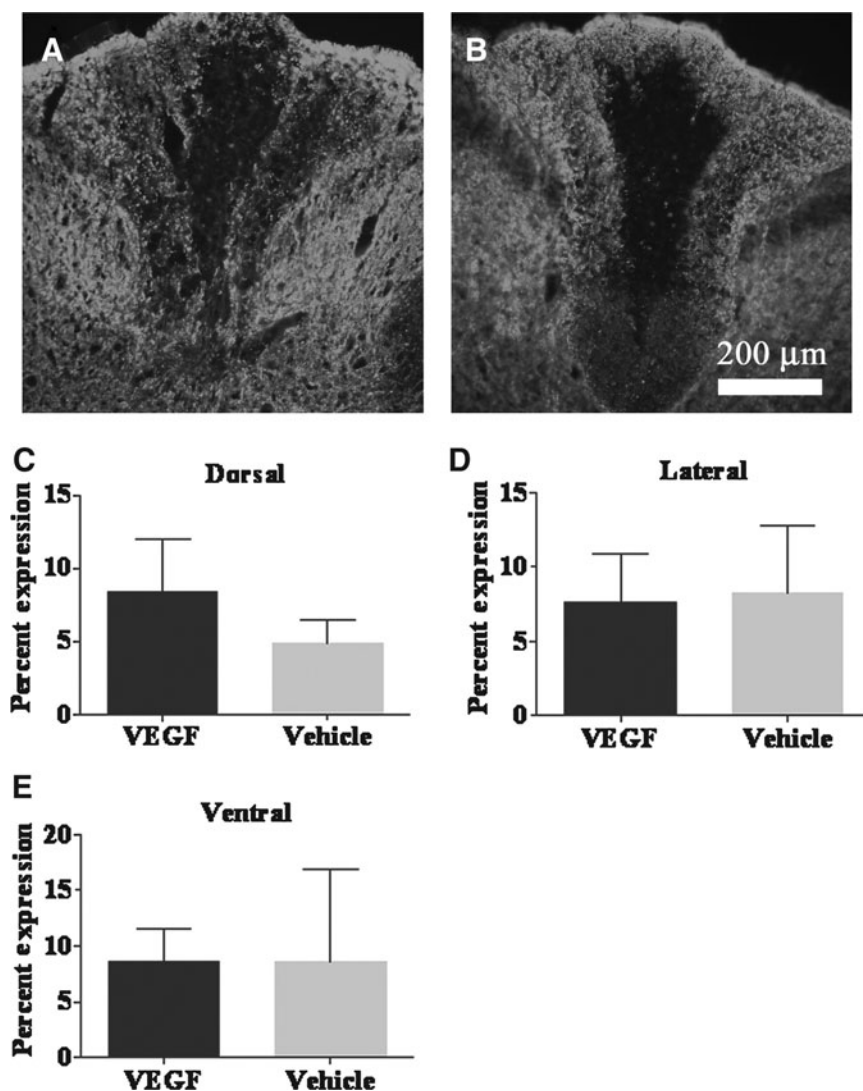 A
B
200 µm
C
Dorsal
Percent expression
15
10
5
0
VEGF
Vehicle
D
Lateral
Percent expression
15
10
5
0
VEGF
Vehicle
E
Ventral
Percent expression
20
15
10
5
0
VEGF
Vehicle